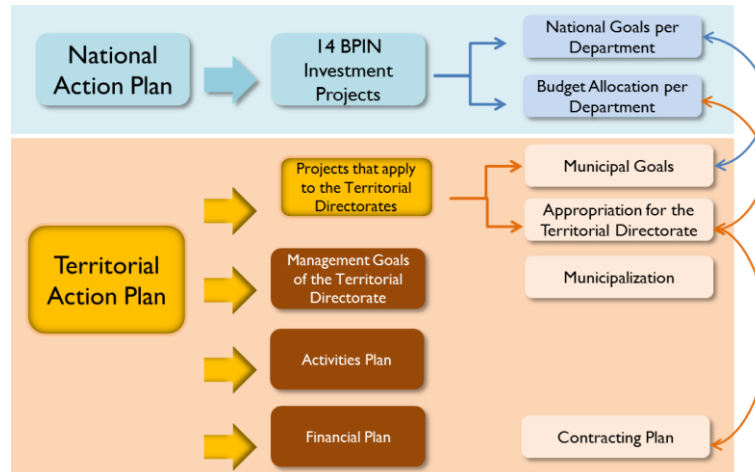 National
Action Plan
14 BPIN
Investment
Projects
National Goals per
Department
Budget Allocation per
Department
Territorial
Action Plan
Projects that apply
to the Territorial
Directorates
Municipal Goals
Appropriation for the
Territorial Directorate
Management Goals
of the Territorial
Directorate
Municipalization
Activities Plan
Financial Plan
Contracting Plan